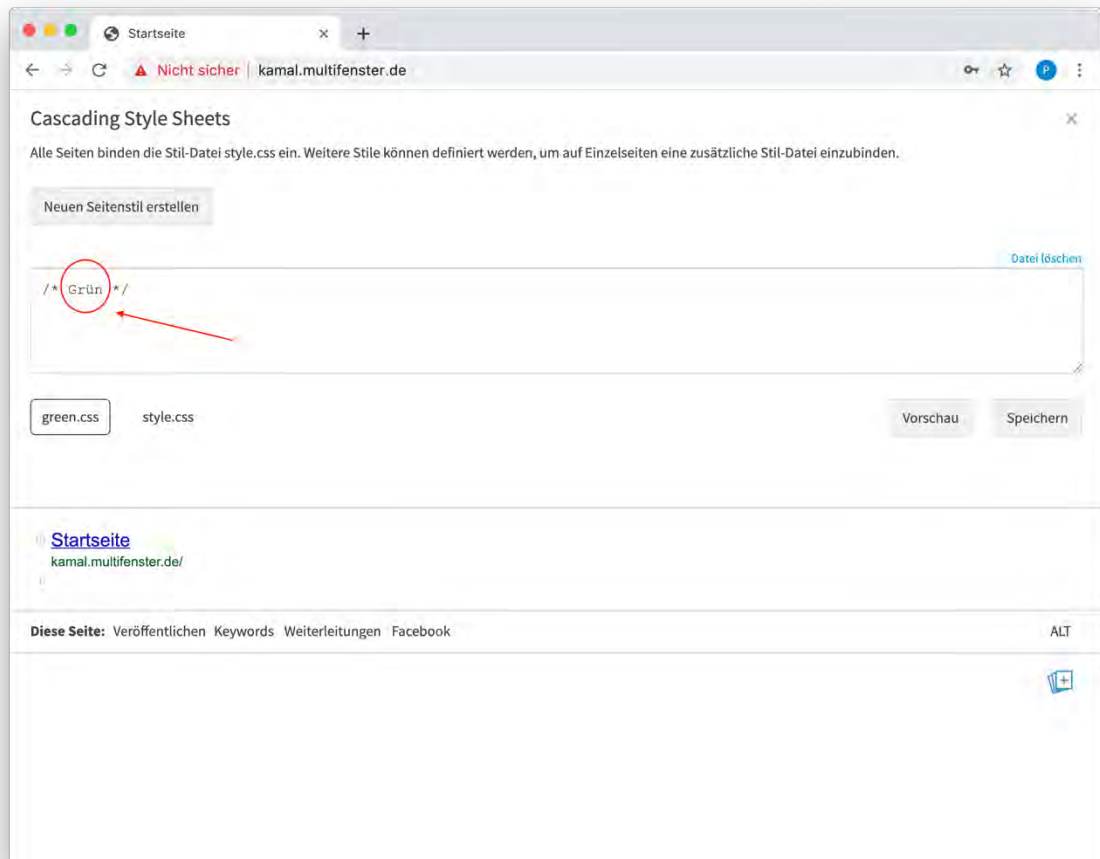 Startseite
Nicht sicher | kamal.multifenster.de
P
Cascading Style Sheets
Alle Seiten binden die Stil-Datei style.css ein. Weitere Stile können definiert werden, um auf Einzelseiten eine zusätzliche Stil-Datei einzubinden.
Neuen Seitenstil erstellen
Datei löschen
/* Grün */
green.css style.css Vorschau Speichern
Startseite
kamal.multifenster.de/
Diese Seite: Veröffentlichen Keywords Weiterleitungen Facebook ALT